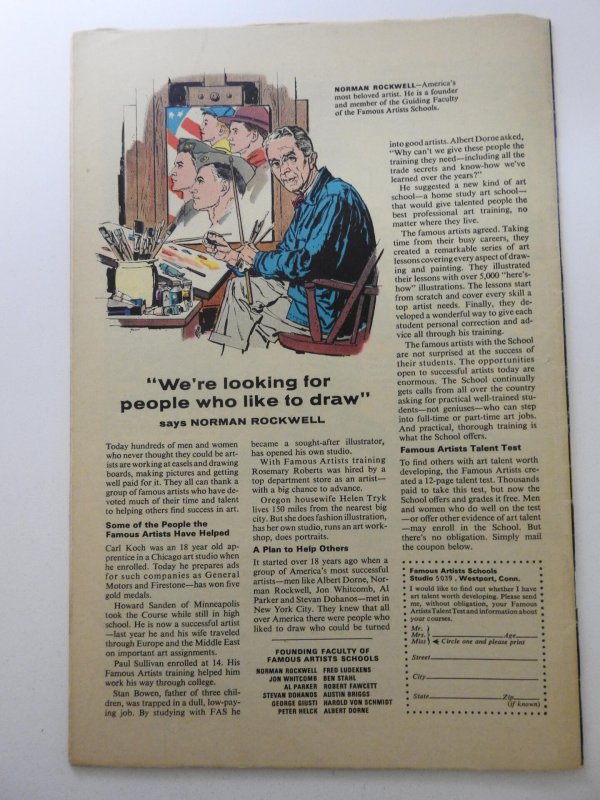 NORMAN ROCKWELL—America's
most beloved artist. He is a founder
and member of the Guiding Faculty
of the Famous Artists Schools.
"We're looking for
people who like to draw"
says NORMAN ROCKWELL
Today hundreds of men and women
who never thought they could be art-
ists are working at easels and drawing
boards, making pictures and getting
well paid for it. They all can thank a
group of famous artists who have de-
voted much of their time and talent
to helping others find success in art.
Some of the People the
Famous Artists Have Helped
Carl Koch was an 18 year old ap-
prentice in a Chicago art studio when
he enrolled. Today he prepares ads
for such companies as General
Motors and Firestone—has won five
gold medals.
Howard Sanden of Minneapolis
took the Course while still in high
school. He is now a successful artist
—last year he and his wife traveled
through Europe and the Middle East
on important art assignments.
Paul Sullivan enrolled at 14. His
Famous Artists training helped him
work his way through college.
Stan Bowen, father of three chil-
dren, was trapped in a dull, low-pay-
ing job. By studying with FAS he
became a sought-after illustrator,
has opened his own studio.
With Famous Artists training
Rosemary Roberts was hired by a
top department store as an artist—
with a big chance to advance.
Oregon housewife Helen Tryk
lives 150 miles from the nearest big
city. But she does fashion illustration,
has her own studio, runs an art work-
shop, does portraits.
A Plan to Help Others
It started over 18 years ago when a
group of America's most successful
artists—men like Albert Dorne, Nor-
man Rockwell, Jon Whitcomb, Al
Parker and Stevan Dohanos—met in
New York City. They knew that all
over America there were people who
liked to draw who could be turned
FOUNDING FACULTY OF
FAMOUS ARTISTS SCHOOLS
NORMAN ROCKWELL FRED LUDEKENS
JON WHITCOMB BEN STAHL
AL PARKER ROBERT FAWCETT
STEVAN DOHANOS AUSTIN BRIGGS
GEORGE GIUSTI HAROLD VON SCHMIDT
PETER HELCK ALBERT DORNE
into good artists. Albert Dorne asked,
"Why can't we give these people the
training they need—including all the
trade secrets and know-how we've
learned over the years?"
He suggested a new kind of art
school—a home study art school—
that would give talented people the
best professional art training, no
matter where they live.
The famous artists agreed. Taking
time from their busy careers, they
created a remarkable series of art
lessons covering every aspect of draw-
ing and painting. They illustrated
their lessons with over 5,000 "here's-
how" illustrations. The lessons start
from scratch and cover every skill a
top artist needs. Finally, they de-
veloped a wonderful way to give each
student personal correction and ad-
vice all through his training.
The famous artists with the School
are not surprised at the success of
their students. The opportunities
open to successful artists today are
enormous. The School continually
gets calls from all over the country
asking for practical well-trained stu-
dents—not geniuses—who can step
into full-time or part-time art jobs.
And practical, thorough training is
what the School offers.
Famous Artists Talent Test
To find others with art talent worth
developing, the Famous Artists cre-
ated a 12-page talent test. Thousands
paid to take this test, but now the
School offers and grades it free. Men
and women who do well on the test
—or offer other evidence of art talent
—may enroll in the School. But
there's no obligation. Simply mail
the coupon below.
Famous Artists Schools
Studio 5039, Westport, Conn.
I would like to find out whether I have
art talent worth developing. Please send
me, without obligation, your Famous
Artists Talent Test and information about
your courses.
Mr.
Mrs. Age
Miss Circle one and please print
Street
City
State Zip
(if known)